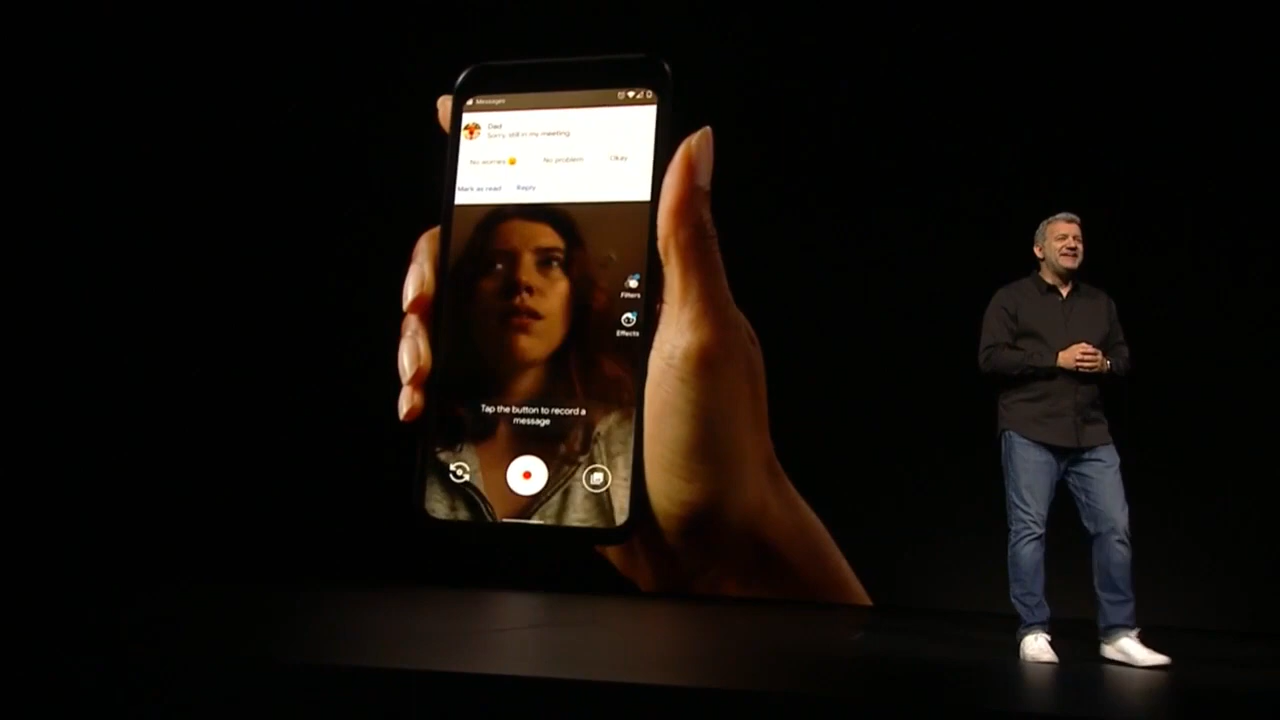 Messages
Dad
Sorry, still in my meeting.
No worries 😐 No problem Okay
Mark as read Reply
Filters
Effects
Tap the button to record a
message